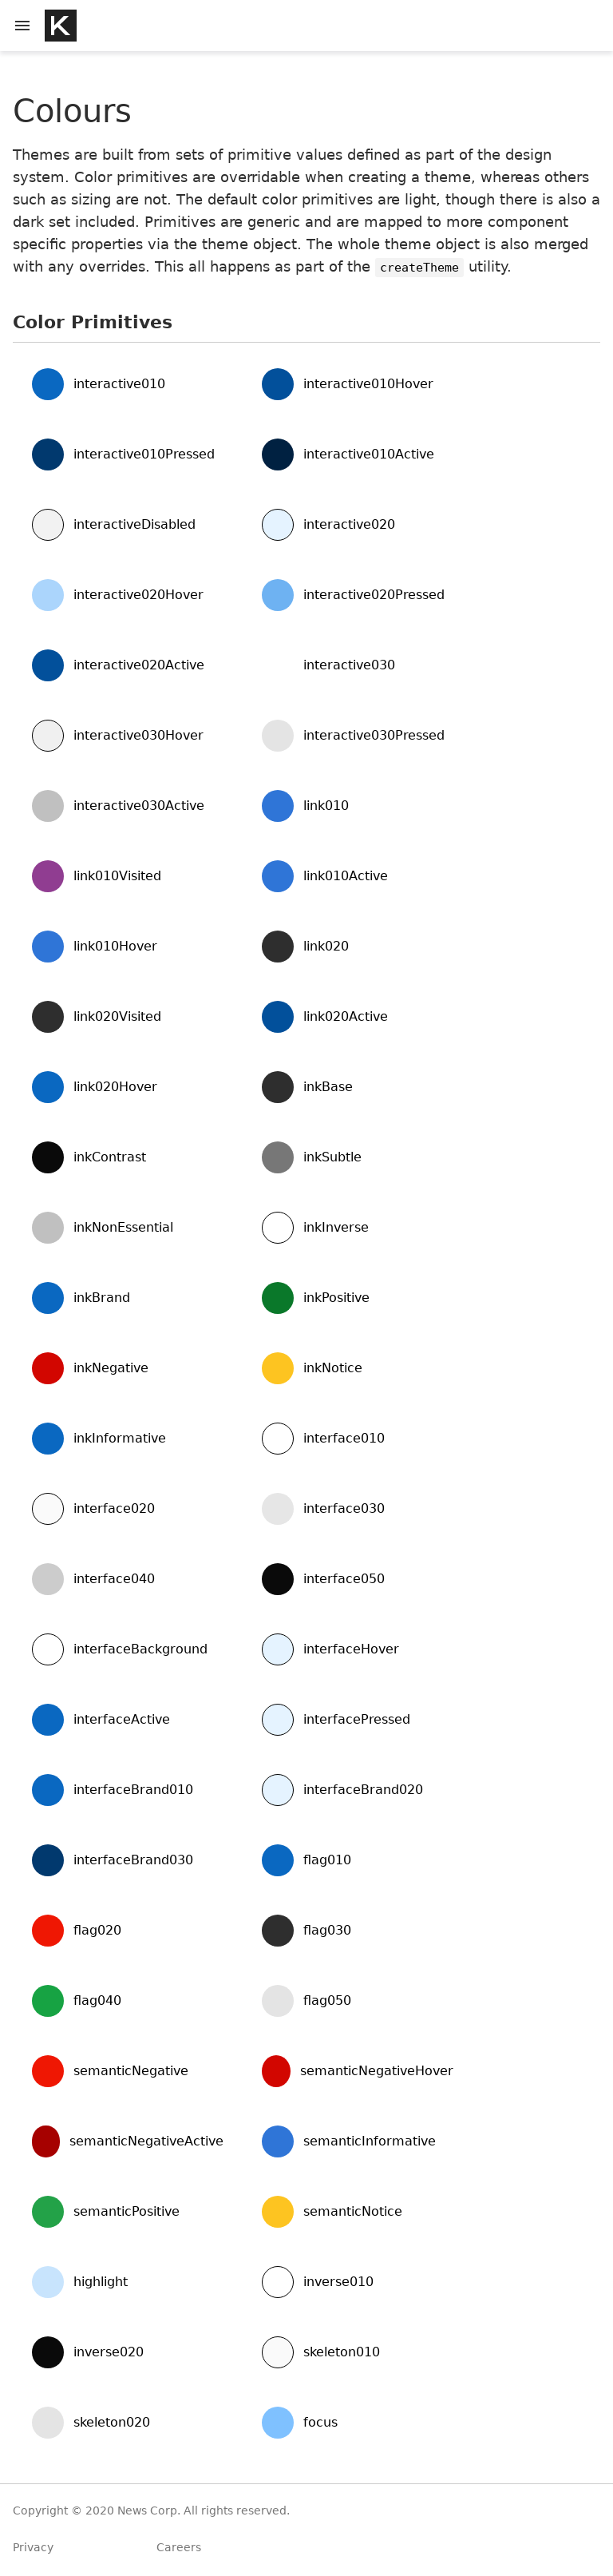 K
Colours
Themes are built from sets of primitive values defined as part of the design
system. Color primitives are overridable when creating a theme, whereas others
such as sizing are not. The default color primitives are light, though there is also a
dark set included. Primitives are generic and are mapped to more component
specific properties via the theme object. The whole theme object is also merged
with any overrides. This all happens as part of the createTheme utility.
Color Primitives
interactive010 interactive010Hover
interactive010Pressed interactive010Active
interactiveDisabled interactive020
interactive020Hover interactive020Pressed
interactive020Active interactive030
interactive030Hover interactive030Pressed
interactive030Active link010
link010Visited link010Active
link010Hover link020
link020Visited link020Active
link020Hover inkBase
inkContrast inkSubtle
inkNonEssential inkInverse
inkBrand inkPositive
inkNegative inkNotice
inkInformative interface010
interface020 interface030
interface040 interface050
interfaceBackground interfaceHover
interfaceActive interfacePressed
interfaceBrand010 interfaceBrand020
interfaceBrand030 flag010
flag020 flag030
flag040 flag050
semanticNegative semanticNegativeHover
semanticNegativeActive semanticInformative
semanticPositive semanticNotice
highlight inverse010
inverse020 skeleton010
skeleton020 focus
Copyright © 2020 News Corp. All rights reserved.
Privacy Careers